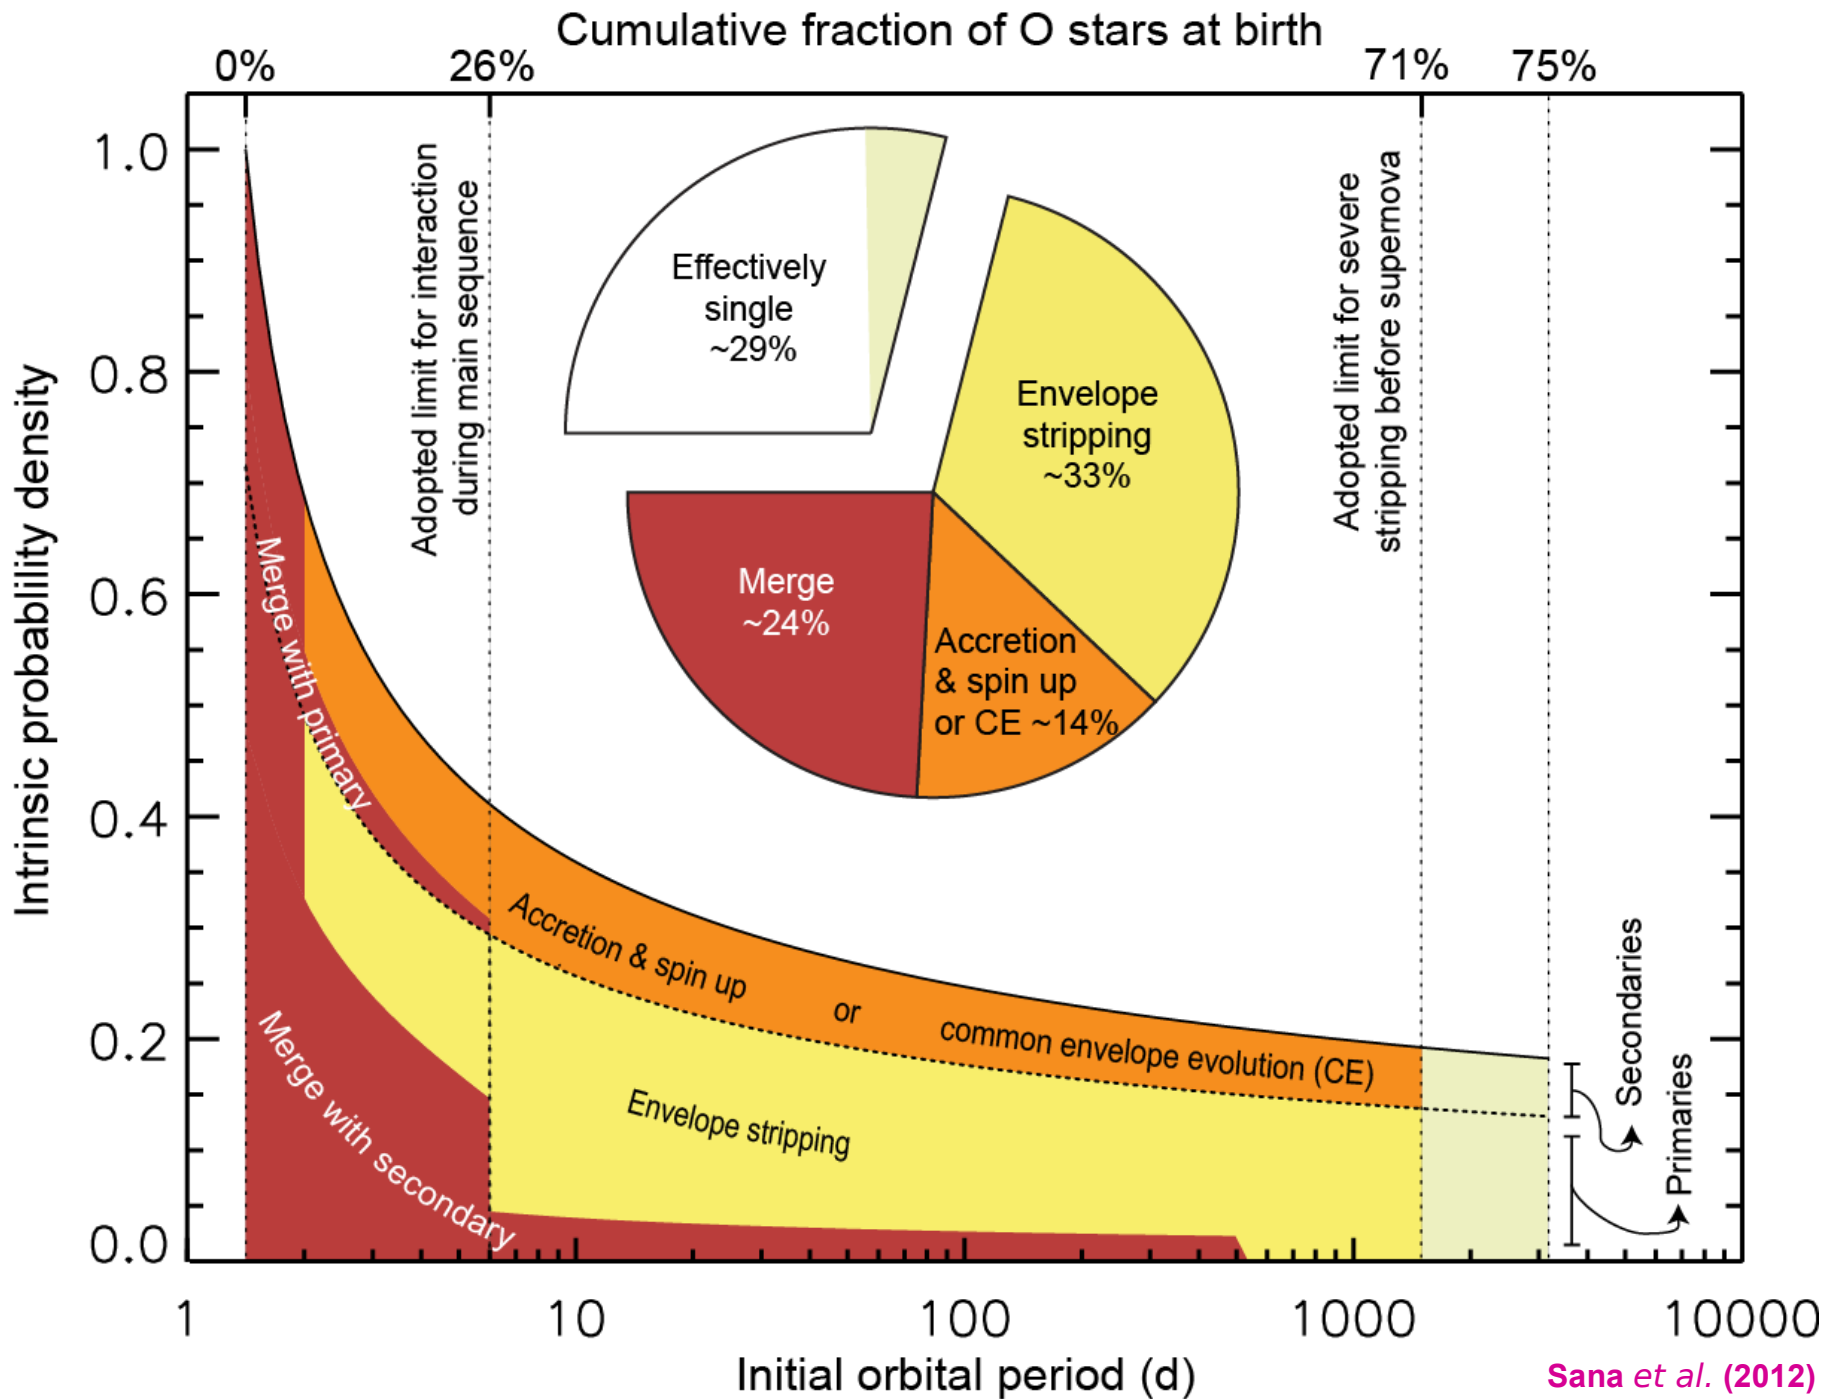 Cumulative fraction of O stars at birth
0% 26% 71% 75%
Intrinsic probability density
1.0
0.8
0.6
0.4
0.2
0.0
Adopted limit for interaction
during main sequence
Effectively
single
~29%
Envelope
stripping
~33%
Merge
~24%
Accretion
& spin up
or CE ~14%
Adopted limit for severe
stripping before supernova
Merge with primary
Merge with secondary
Accretion & spin up or common envelope evolution (CE)
Envelope stripping
Secondaries
Primaries
1 10 100 1000 10000
Initial orbital period (d)
Sana et al. (2012)